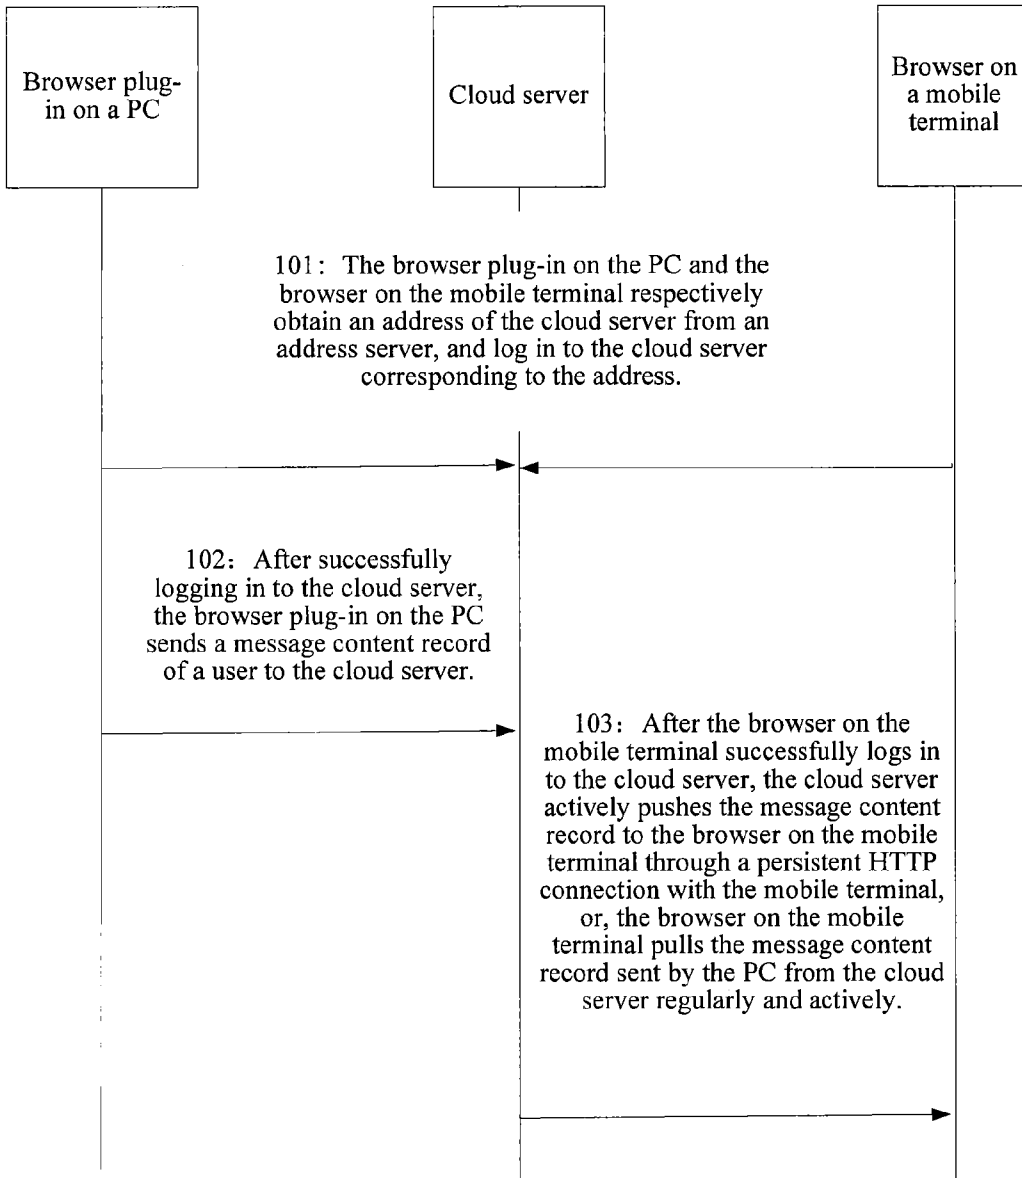 Browser plug-
in on a PC
Cloud server
Browser on
a mobile
terminal
101: The browser plug-in on the PC and the
browser on the mobile terminal respectively
obtain an address of the cloud server from an
address server, and log in to the cloud server
corresponding to the address.
102: After successfully
logging in to the cloud server,
the browser plug-in on the PC
sends a message content record
of a user to the cloud server.
103: After the browser on the
mobile terminal successfully logs in
to the cloud server, the cloud server
actively pushes the message content
record to the browser on the mobile
terminal through a persistent HTTP
connection with the mobile terminal,
or, the browser on the mobile
terminal pulls the message content
record sent by the PC from the cloud
server regularly and actively.